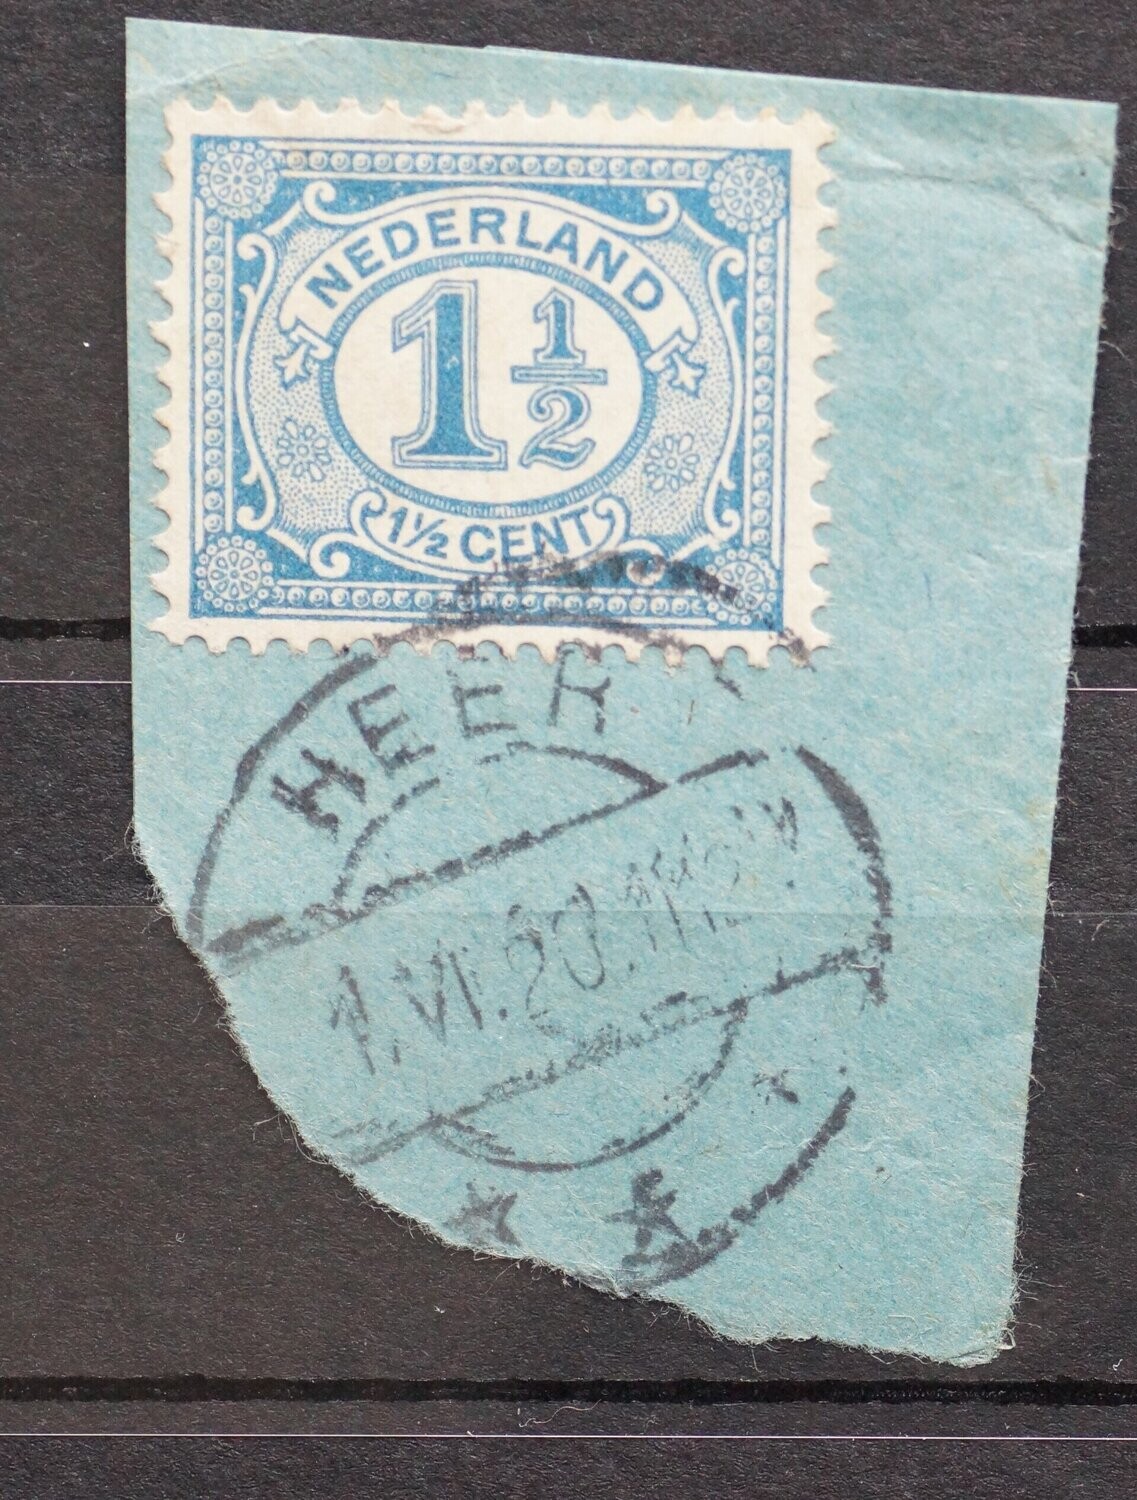 NEDERLAND
1 1/2
1½ CENT
HEER
1.VI.20.